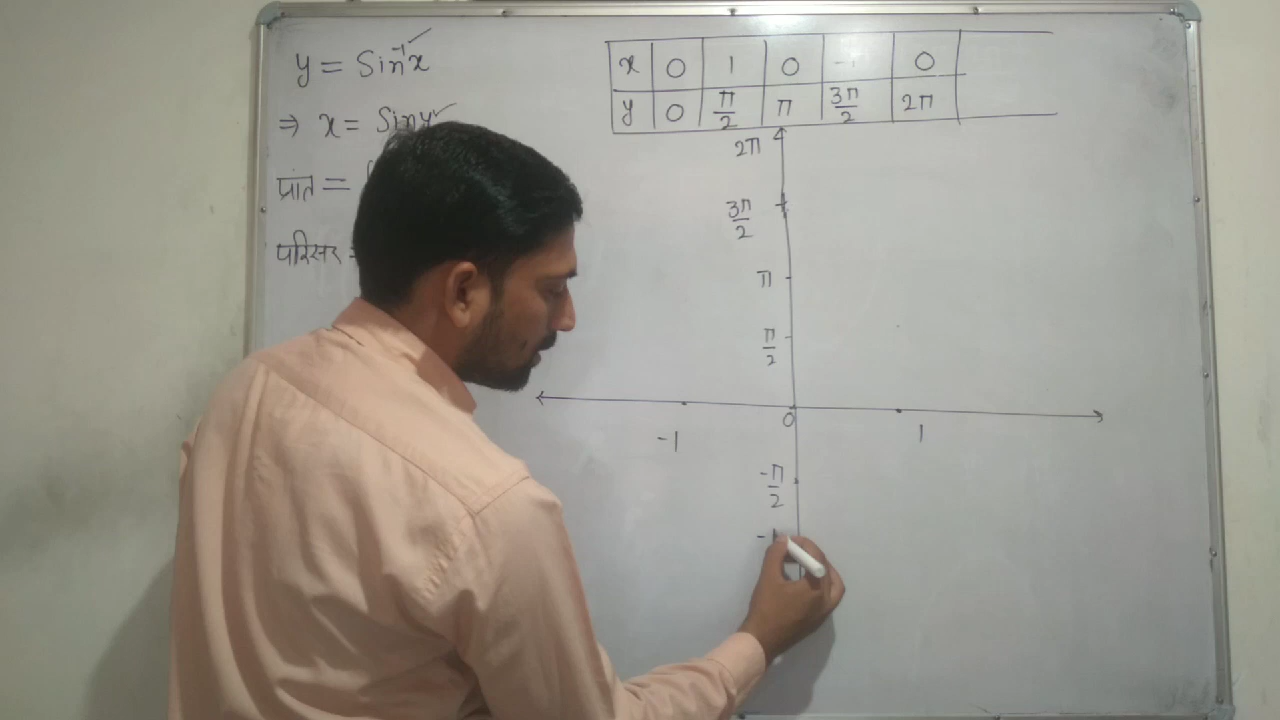 y = Sin⁻¹x
⇒ x = Siny
प्रांत =
परिसर =
x 0 1 0 -1 0
y 0 π/2 π 3π/2 2π
2π
3π/2
π
π/2
0
-1 1
-π/2